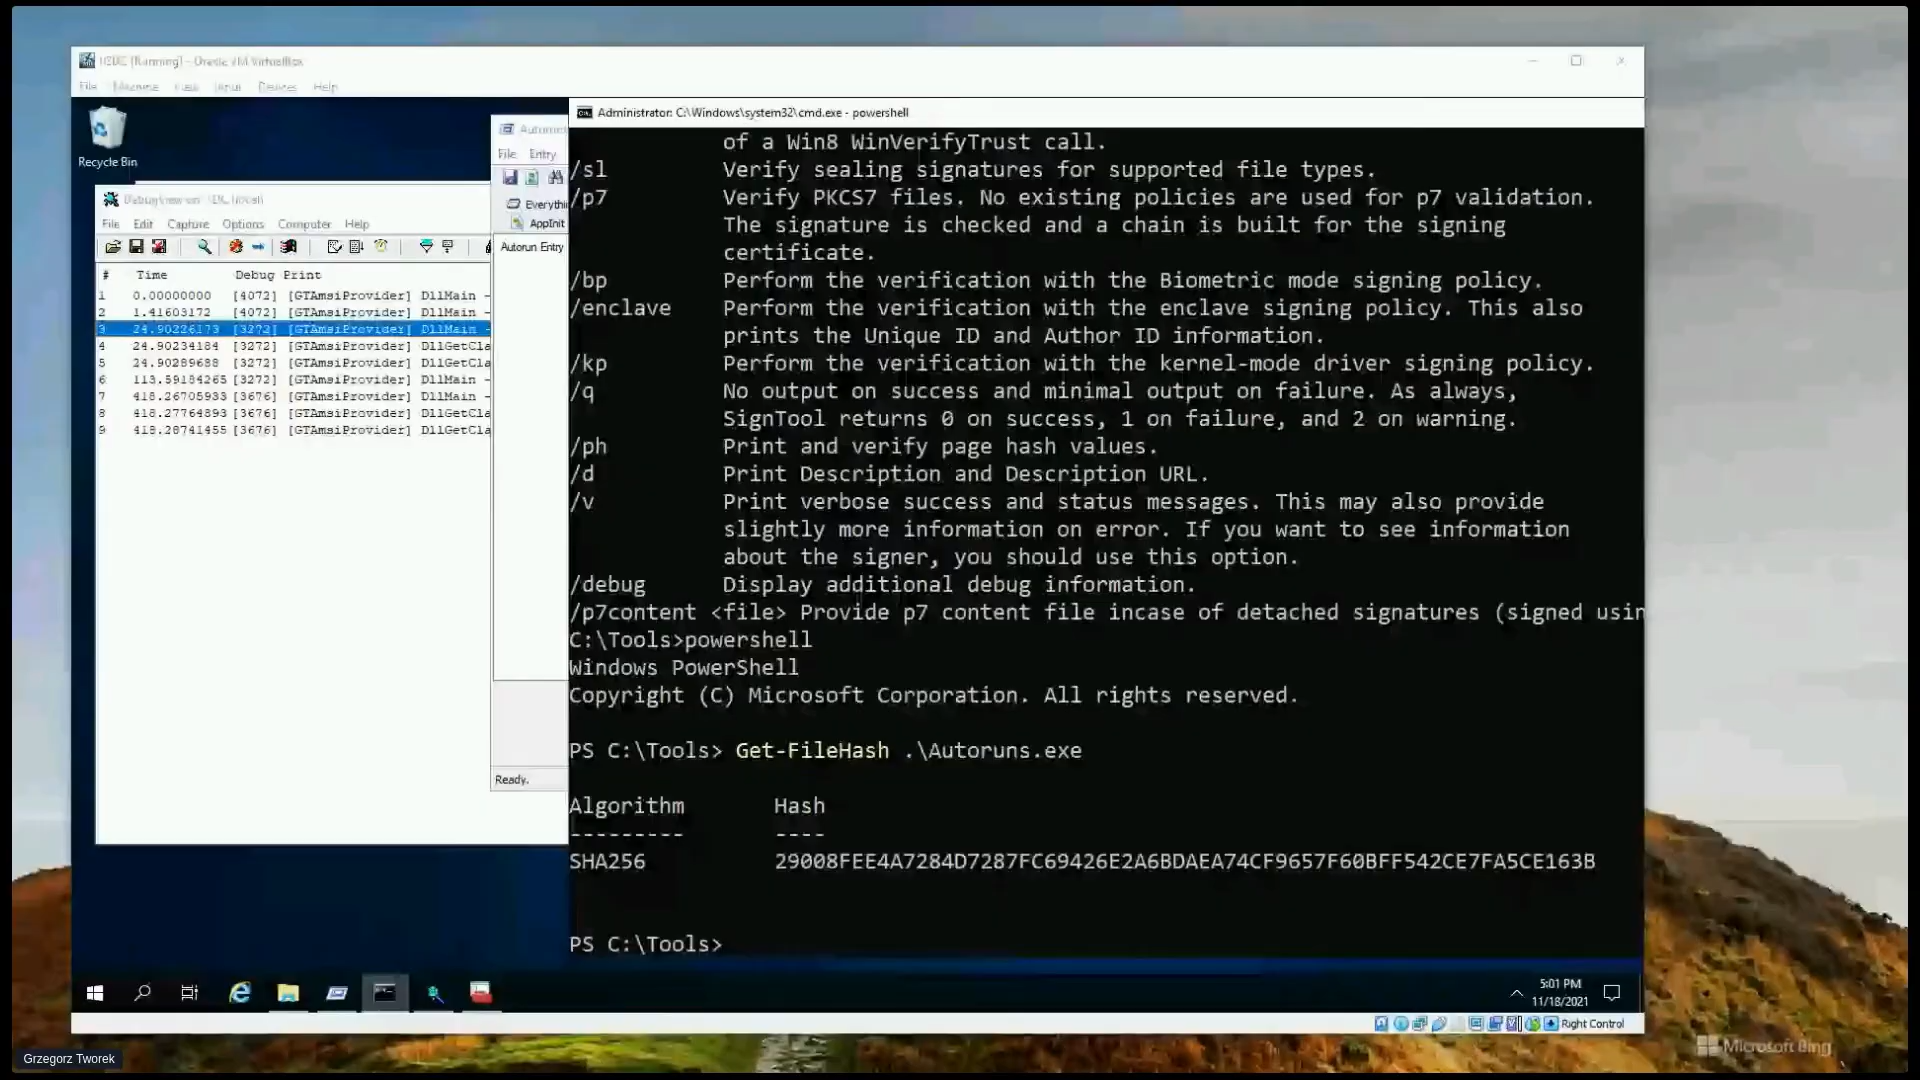 [Running] - Oracle VM VirtualBox
File Machine View Input Devices Help
Recycle Bin
File Edit Capture Options Computer Help
# Time Debug Print
1 0.00000000 [4072] [GTAmsiProvider] DllMain -
2 1.41603172 [4072] [GTAmsiProvider] DllMain -
3 24.90226173 [3272] [GTAmsiProvider] DllMain -
4 24.90234184 [3272] [GTAmsiProvider] DllGetCla
5 24.90289688 [3272] [GTAmsiProvider] DllGetCla
6 113.59184265 [3272] [GTAmsiProvider] DllMain -
7 418.26705933 [3676] [GTAmsiProvider] DllMain -
8 418.27764893 [3676] [GTAmsiProvider] DllGetCla
9 418.28741455 [3676] [GTAmsiProvider] DllGetCla
File Entry
Everythi
AppInit
Autorun Entry
Ready.
Administrator: C:\Windows\system32\cmd.exe - powershell
of a Win8 WinVerifyTrust call.
/sl Verify sealing signatures for supported file types.
/p7 Verify PKCS7 files. No existing policies are used for p7 validation.
The signature is checked and a chain is built for the signing
certificate.
/bp Perform the verification with the Biometric mode signing policy.
/enclave Perform the verification with the enclave signing policy. This also
prints the Unique ID and Author ID information.
/kp Perform the verification with the kernel-mode driver signing policy.
/q No output on success and minimal output on failure. As always,
SignTool returns 0 on success, 1 on failure, and 2 on warning.
/ph Print and verify page hash values.
/d Print Description and Description URL.
/v Print verbose success and status messages. This may also provide
slightly more information on error. If you want to see information
about the signer, you should use this option.
/debug Display additional debug information.
/p7content <file> Provide p7 content file incase of detached signatures (signed usin
C:\Tools>powershell
Windows PowerShell
Copyright (C) Microsoft Corporation. All rights reserved.
PS C:\Tools> Get-FileHash .\Autoruns.exe
Algorithm Hash
--------- ----
SHA256 29008FEE4A7284D7287FC69426E2A6BDAEA74CF9657F60BFF542CE7FA5CE163B
PS C:\Tools>
5:01 PM
11/18/2021
Right Control
Grzegorz Tworek
Microsoft Bing